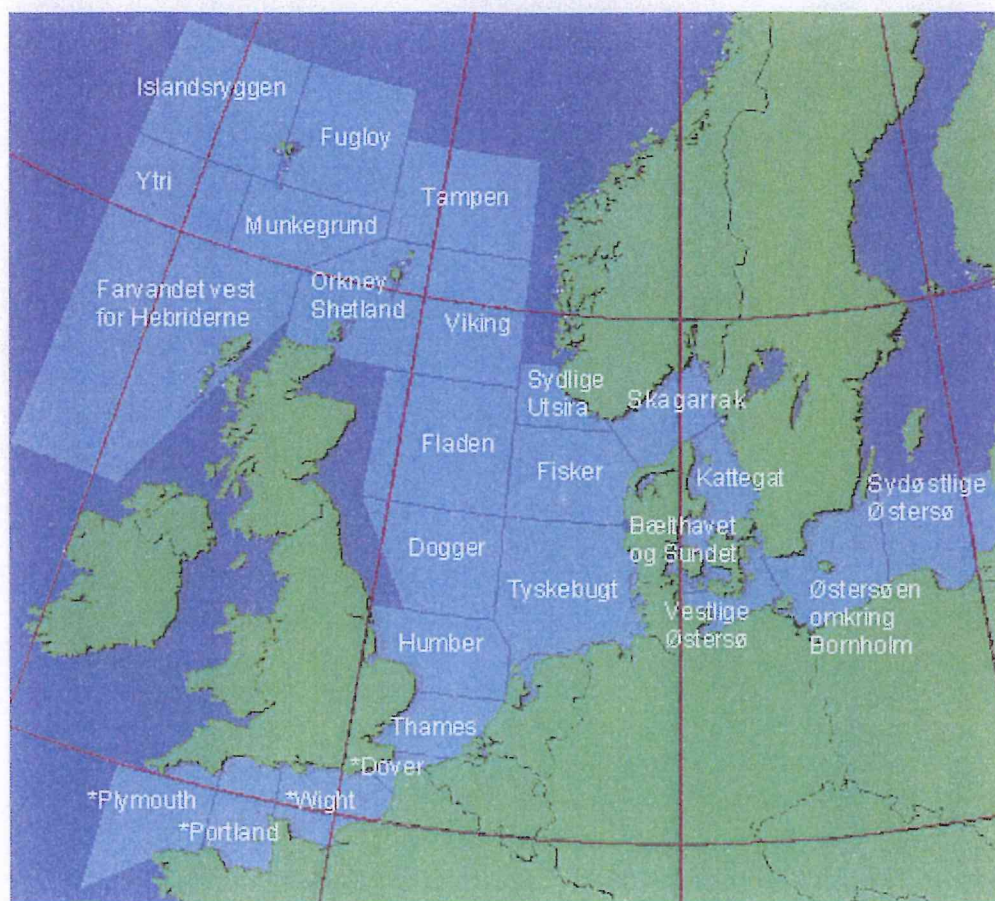 Islandsryggen
Fugloy
Ytri
Tampen
Munkegrund
Farvandet vest
for Hebriderne
Orkney
Shetland
Viking
Sydlige
Utsira
Skagarrak
Fladen
Fisker
Kattegat
Sydøstlige
Østersø
Dogger
Bælthavet
og Sundet
Tyskebugt
Vestlige
Østersø
Østersøen
omkring
Bornholm
Humber
Thames
*Dover
*Plymouth
*Wight
*Portland